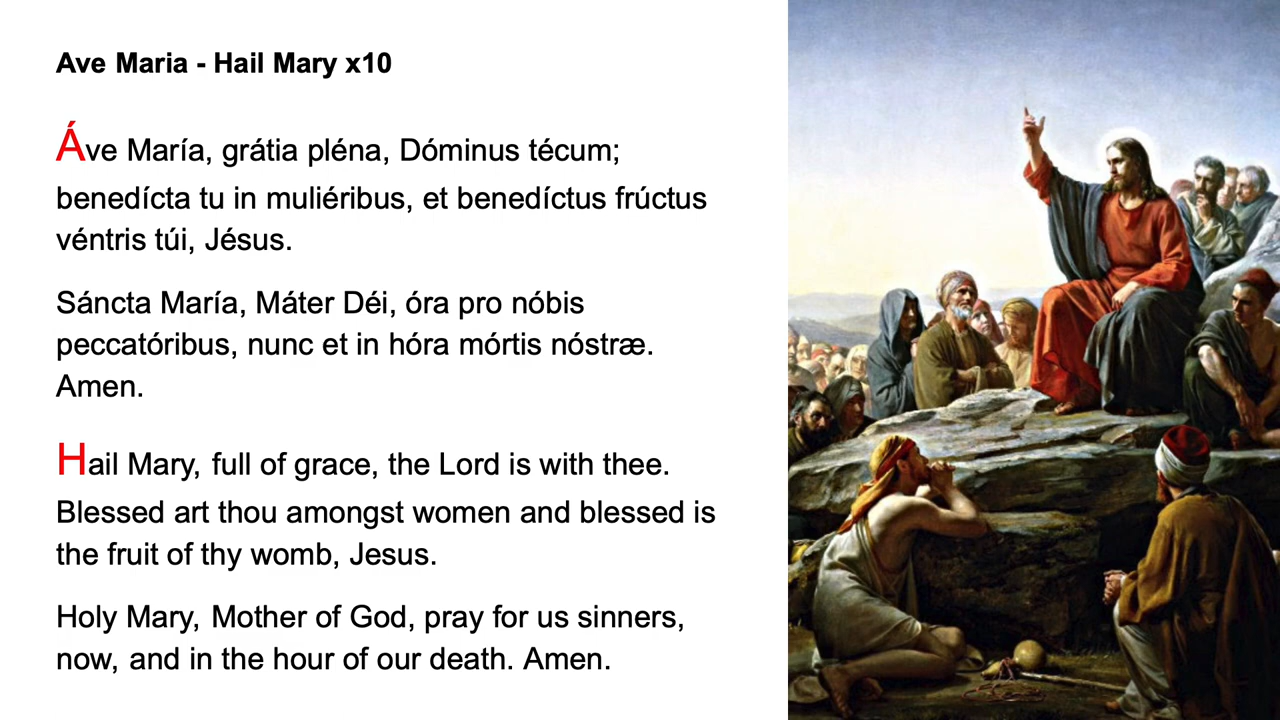 Ave Maria - Hail Mary x10
Áve María, grátia pléna, Dóminus técum;
benedícta tu in muliéribus, et benedíctus frúctus
véntris túi, Jésus.
Sáncta María, Máter Déi, óra pro nóbis
peccatóribus, nunc et in hóra mórtis nóstræ.
Amen.
Hail Mary, full of grace, the Lord is with thee.
Blessed art thou amongst women and blessed is
the fruit of thy womb, Jesus.
Holy Mary, Mother of God, pray for us sinners,
now, and in the hour of our death. Amen.